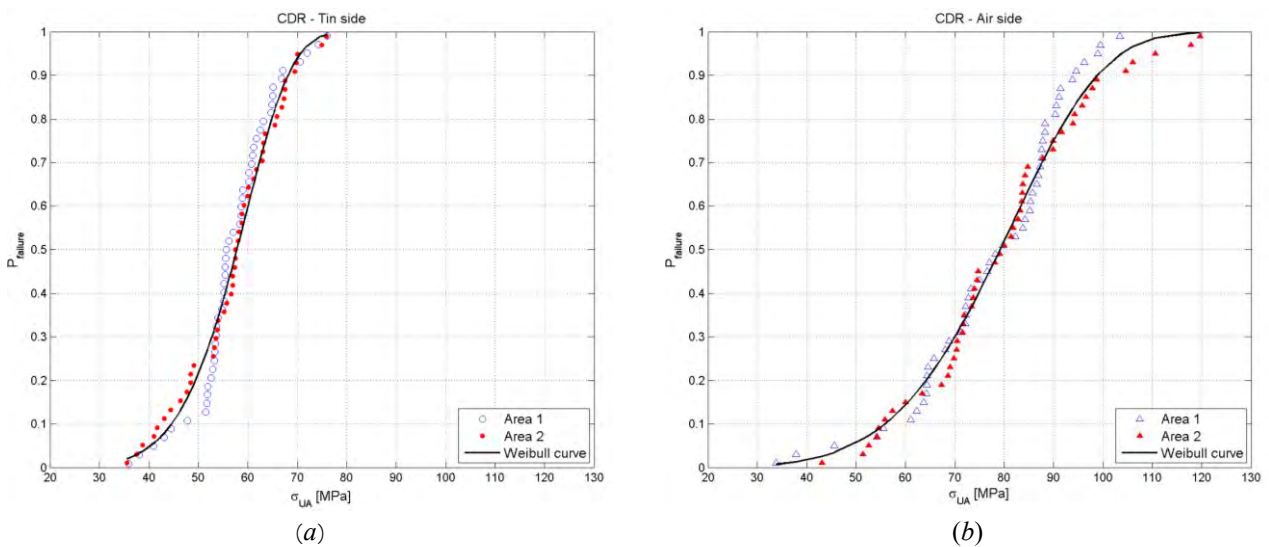 CDR - Tin side
1
0.9
0.8
0.7
0.6
0.5
0.4
0.3
0.2
0.1
0
P_failure
20 30 40 50 60 70 80 90 100 110 120 130
σ_UA [MPa]
Area 1
Area 2
Weibull curve
(a)
CDR - Air side
1
0.9
0.8
0.7
0.6
0.5
0.4
0.3
0.2
0.1
0
P_failure
20 30 40 50 60 70 80 90 100 110 120 130
σ_UA [MPa]
Area 1
Area 2
Weibull curve
(b)